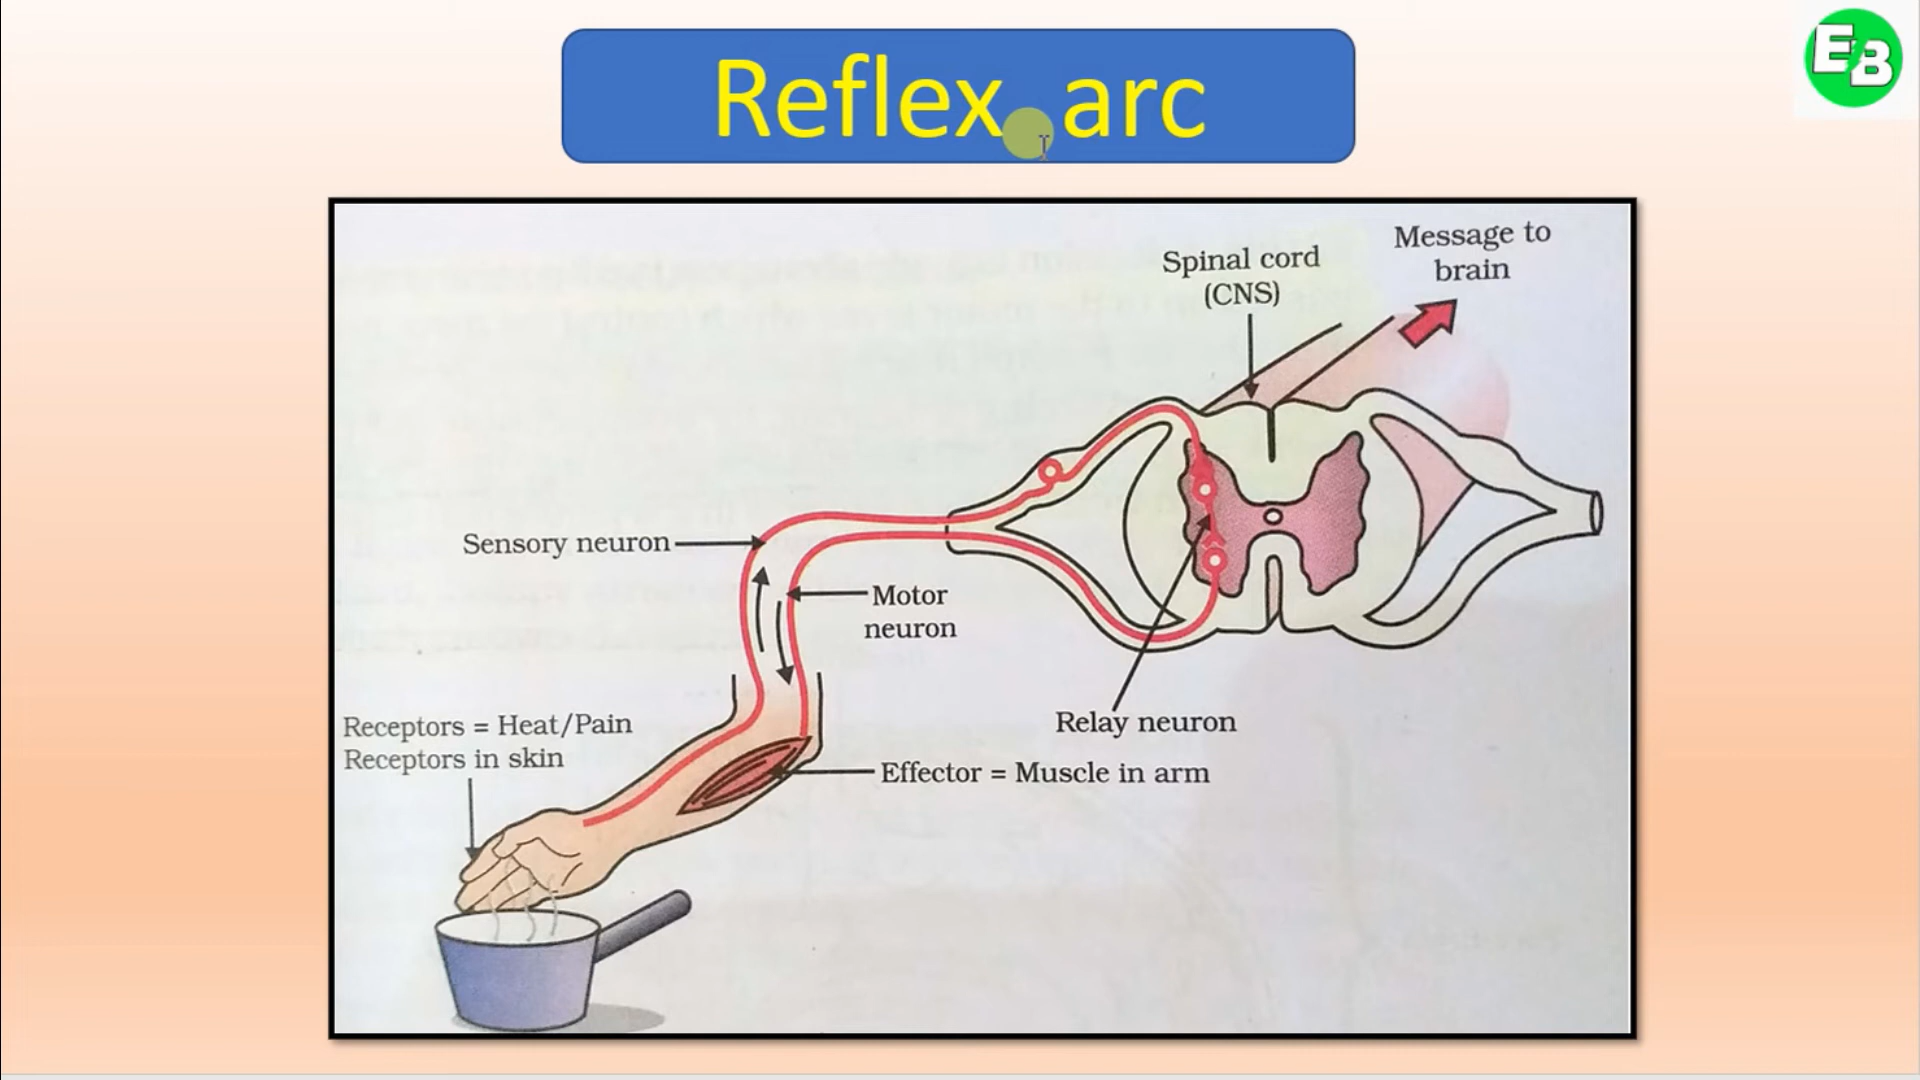 Reflex arc
EB
Message to
brain
Spinal cord
(CNS)
Sensory neuron
Motor
neuron
Receptors = Heat/Pain
Receptors in skin
Relay neuron
Effector = Muscle in arm